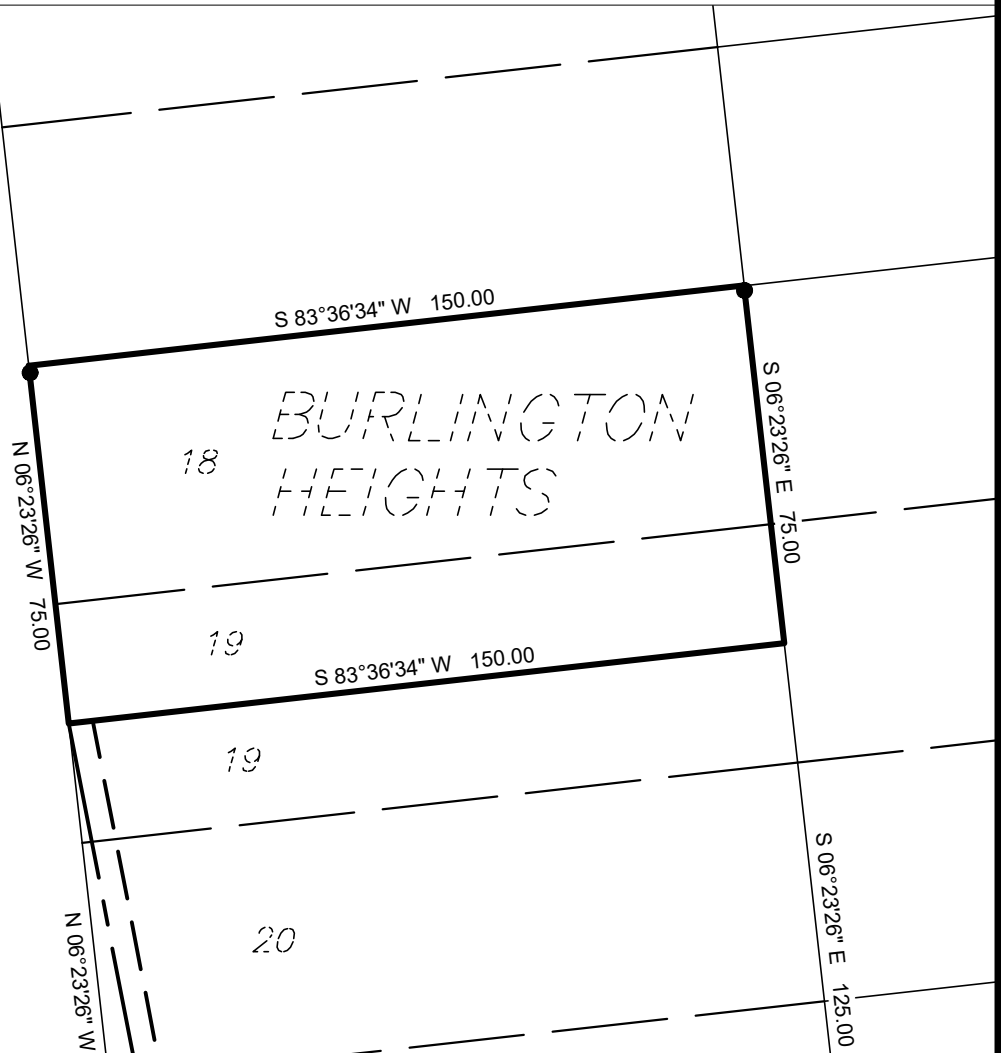 S 83°36'34" W 150.00
BURLINGTON
HEIGHTS
18
N 06°23'26" W 75.00
S 06°23'26" E 75.00
19
S 83°36'34" W 150.00
19
20
N 06°23'26" W
S 06°23'26" E 125.00